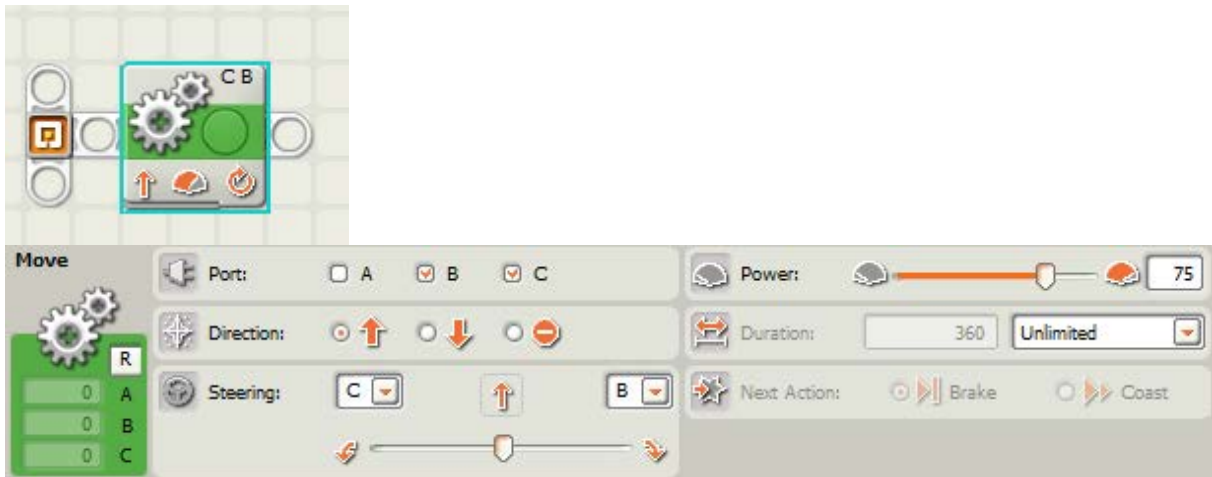 C B
Move
Port: A B C
Power: 75
Direction:
Duration: 360 Unlimited
R
0 A
0 B
0 C
Steering: C B
Next Action: Brake Coast